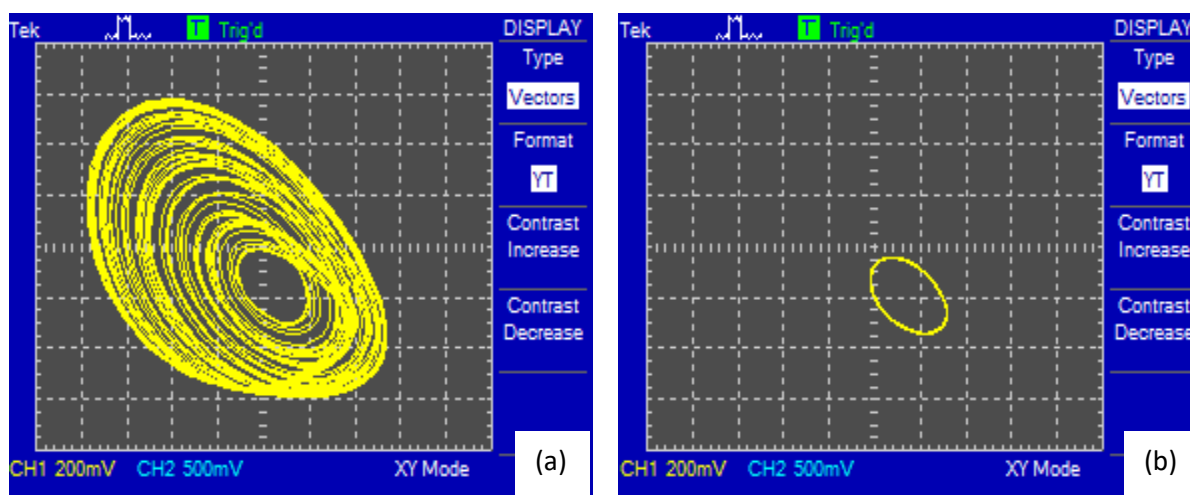 Tek T Trig'd DISPLAY
Type
Vectors
Format
YT
Contrast
Increase
Contrast
Decrease
CH1 200mV CH2 500mV XY Mode
(a)
Tek T Trig'd DISPLAY
Type
Vectors
Format
YT
Contrast
Increase
Contrast
Decrease
CH1 200mV CH2 500mV XY Mode
(b)